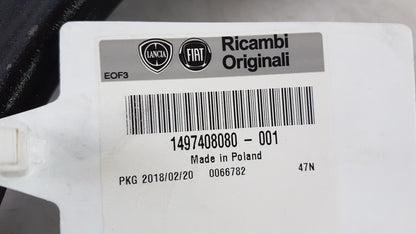 LANCIA FIAT Ricambi
Originali
EOF3
1497408080 - 001
Made in Poland
PKG 2018/02/20 0066782 47N